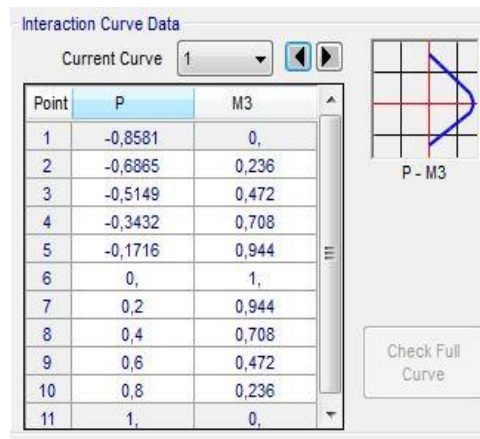 Interaction Curve Data
Current Curve 1
Point P M3
1 -0,8581 0,
2 -0,6865 0,236
3 -0,5149 0,472
4 -0,3432 0,708
5 -0,1716 0,944
6 0, 1,
7 0,2 0,944
8 0,4 0,708
9 0,6 0,472
10 0,8 0,236
11 1, 0,
P - M3
Check Full
Curve